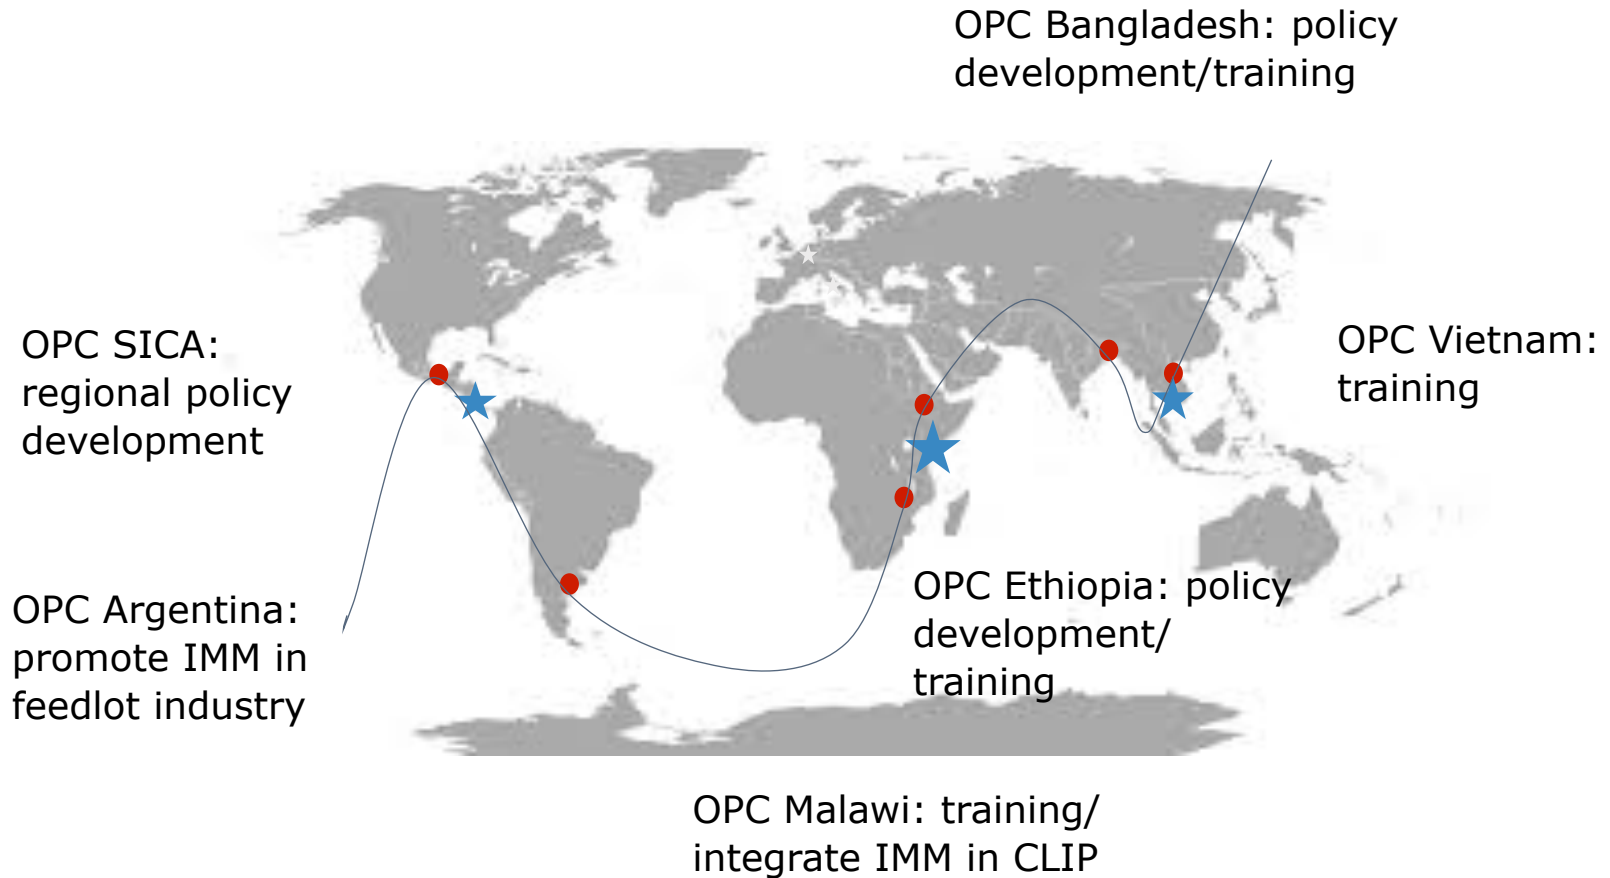 OPC Bangladesh: policy
development/training
OPC SICA:
regional policy
development
OPC Vietnam:
training
OPC Argentina:
promote IMM in
feedlot industry
OPC Ethiopia: policy
development/
training
OPC Malawi: training/
integrate IMM in CLIP